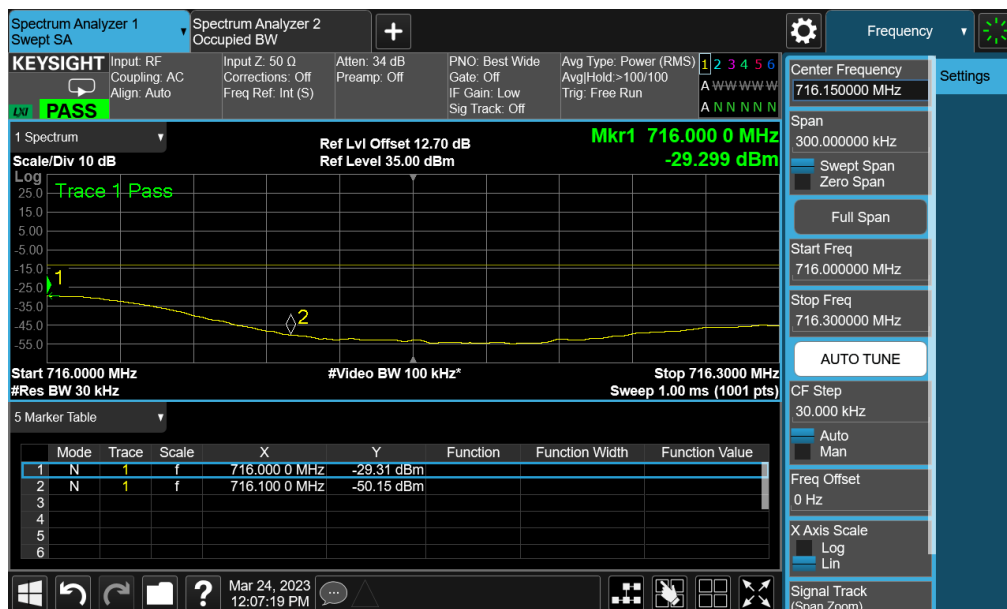 Spectrum Analyzer 1
Swept SA
Spectrum Analyzer 2
Occupied BW
+
Frequency
KEYSIGHT
LXI
PASS
Input: RF
Coupling: AC
Align: Auto
Input Z: 50 Ω
Corrections: Off
Freq Ref: Int (S)
Atten: 34 dB
Preamp: Off
PNO: Best Wide
Gate: Off
IF Gain: Low
Sig Track: Off
Avg Type: Power (RMS)
Avg|Hold:>100/100
Trig: Free Run
1 2 3 4 5 6
A W W W W W
A N N N N N
1 Spectrum
Scale/Div 10 dB
Ref Lvl Offset 12.70 dB
Ref Level 35.00 dBm
Mkr1 716.000 0 MHz
-29.299 dBm
Log
Trace 1 Pass
25.0
15.0
5.00
-5.00
-15.0
-25.0
-35.0
-45.0
-55.0
1
2
Start 716.0000 MHz
#Video BW 100 kHz*
Stop 716.3000 MHz
#Res BW 30 kHz
Sweep 1.00 ms (1001 pts)
5 Marker Table
Mode Trace Scale X Y Function Function Width Function Value
1 N 1 f 716.000 0 MHz -29.31 dBm
2 N 1 f 716.100 0 MHz -50.15 dBm
3
4
5
6
?
Mar 24, 2023
12:07:19 PM
Center Frequency
716.150000 MHz
Span
300.000000 kHz
Swept Span
Zero Span
Full Span
Start Freq
716.000000 MHz
Stop Freq
716.300000 MHz
AUTO TUNE
CF Step
30.000 kHz
Auto
Man
Freq Offset
0 Hz
X Axis Scale
Log
Lin
Signal Track
(Span Zoom)
Settings